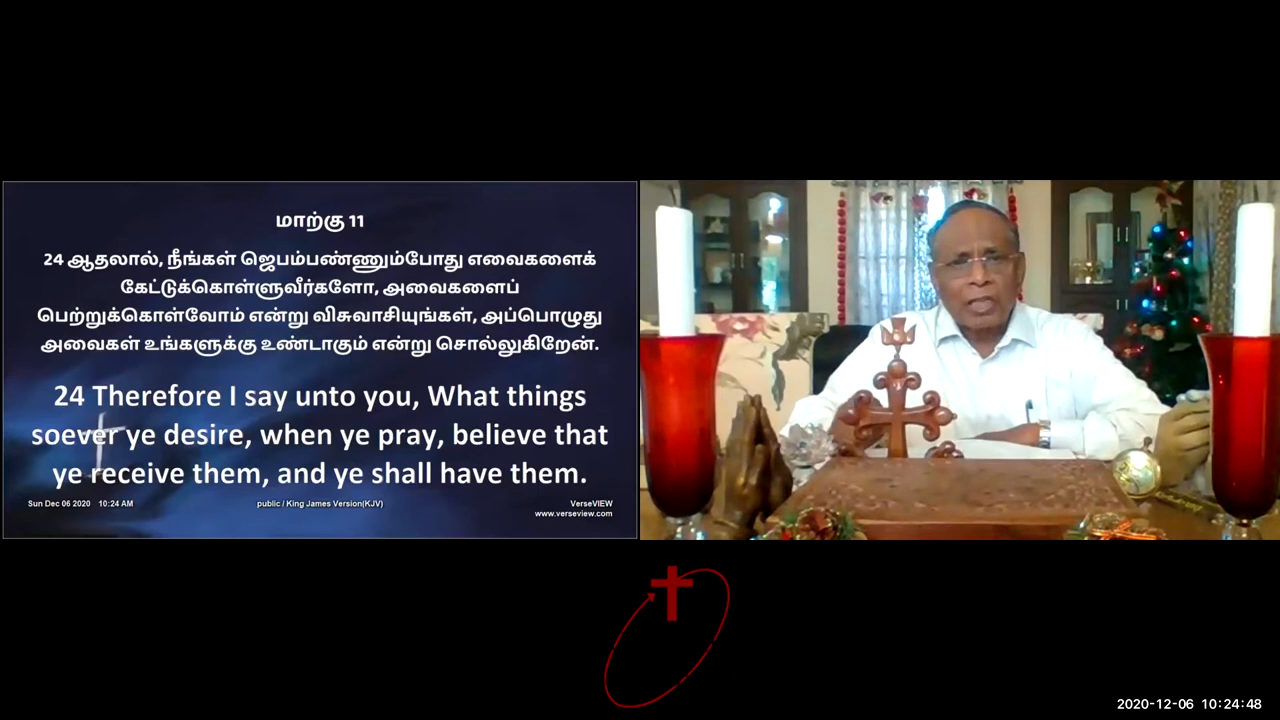 மாற்கு 11
24 ஆதலால், நீங்கள் ஜெபம்பண்ணும்போது எவைகளைக்
கேட்டுக்கொள்ளுவீர்களோ, அவைகளைப்
பெற்றுக்கொள்வோம் என்று விசுவாசியுங்கள், அப்பொழுது
அவைகள் உங்களுக்கு உண்டாகும் என்று சொல்லுகிறேன்.
24 Therefore I say unto you, What things
soever ye desire, when ye pray, believe that
ye receive them, and ye shall have them.
Sun Dec 06 2020 10:24 AM public / King James Version(KJV) VerseVIEW
www.verseview.com
2020-12-06 10:24:48